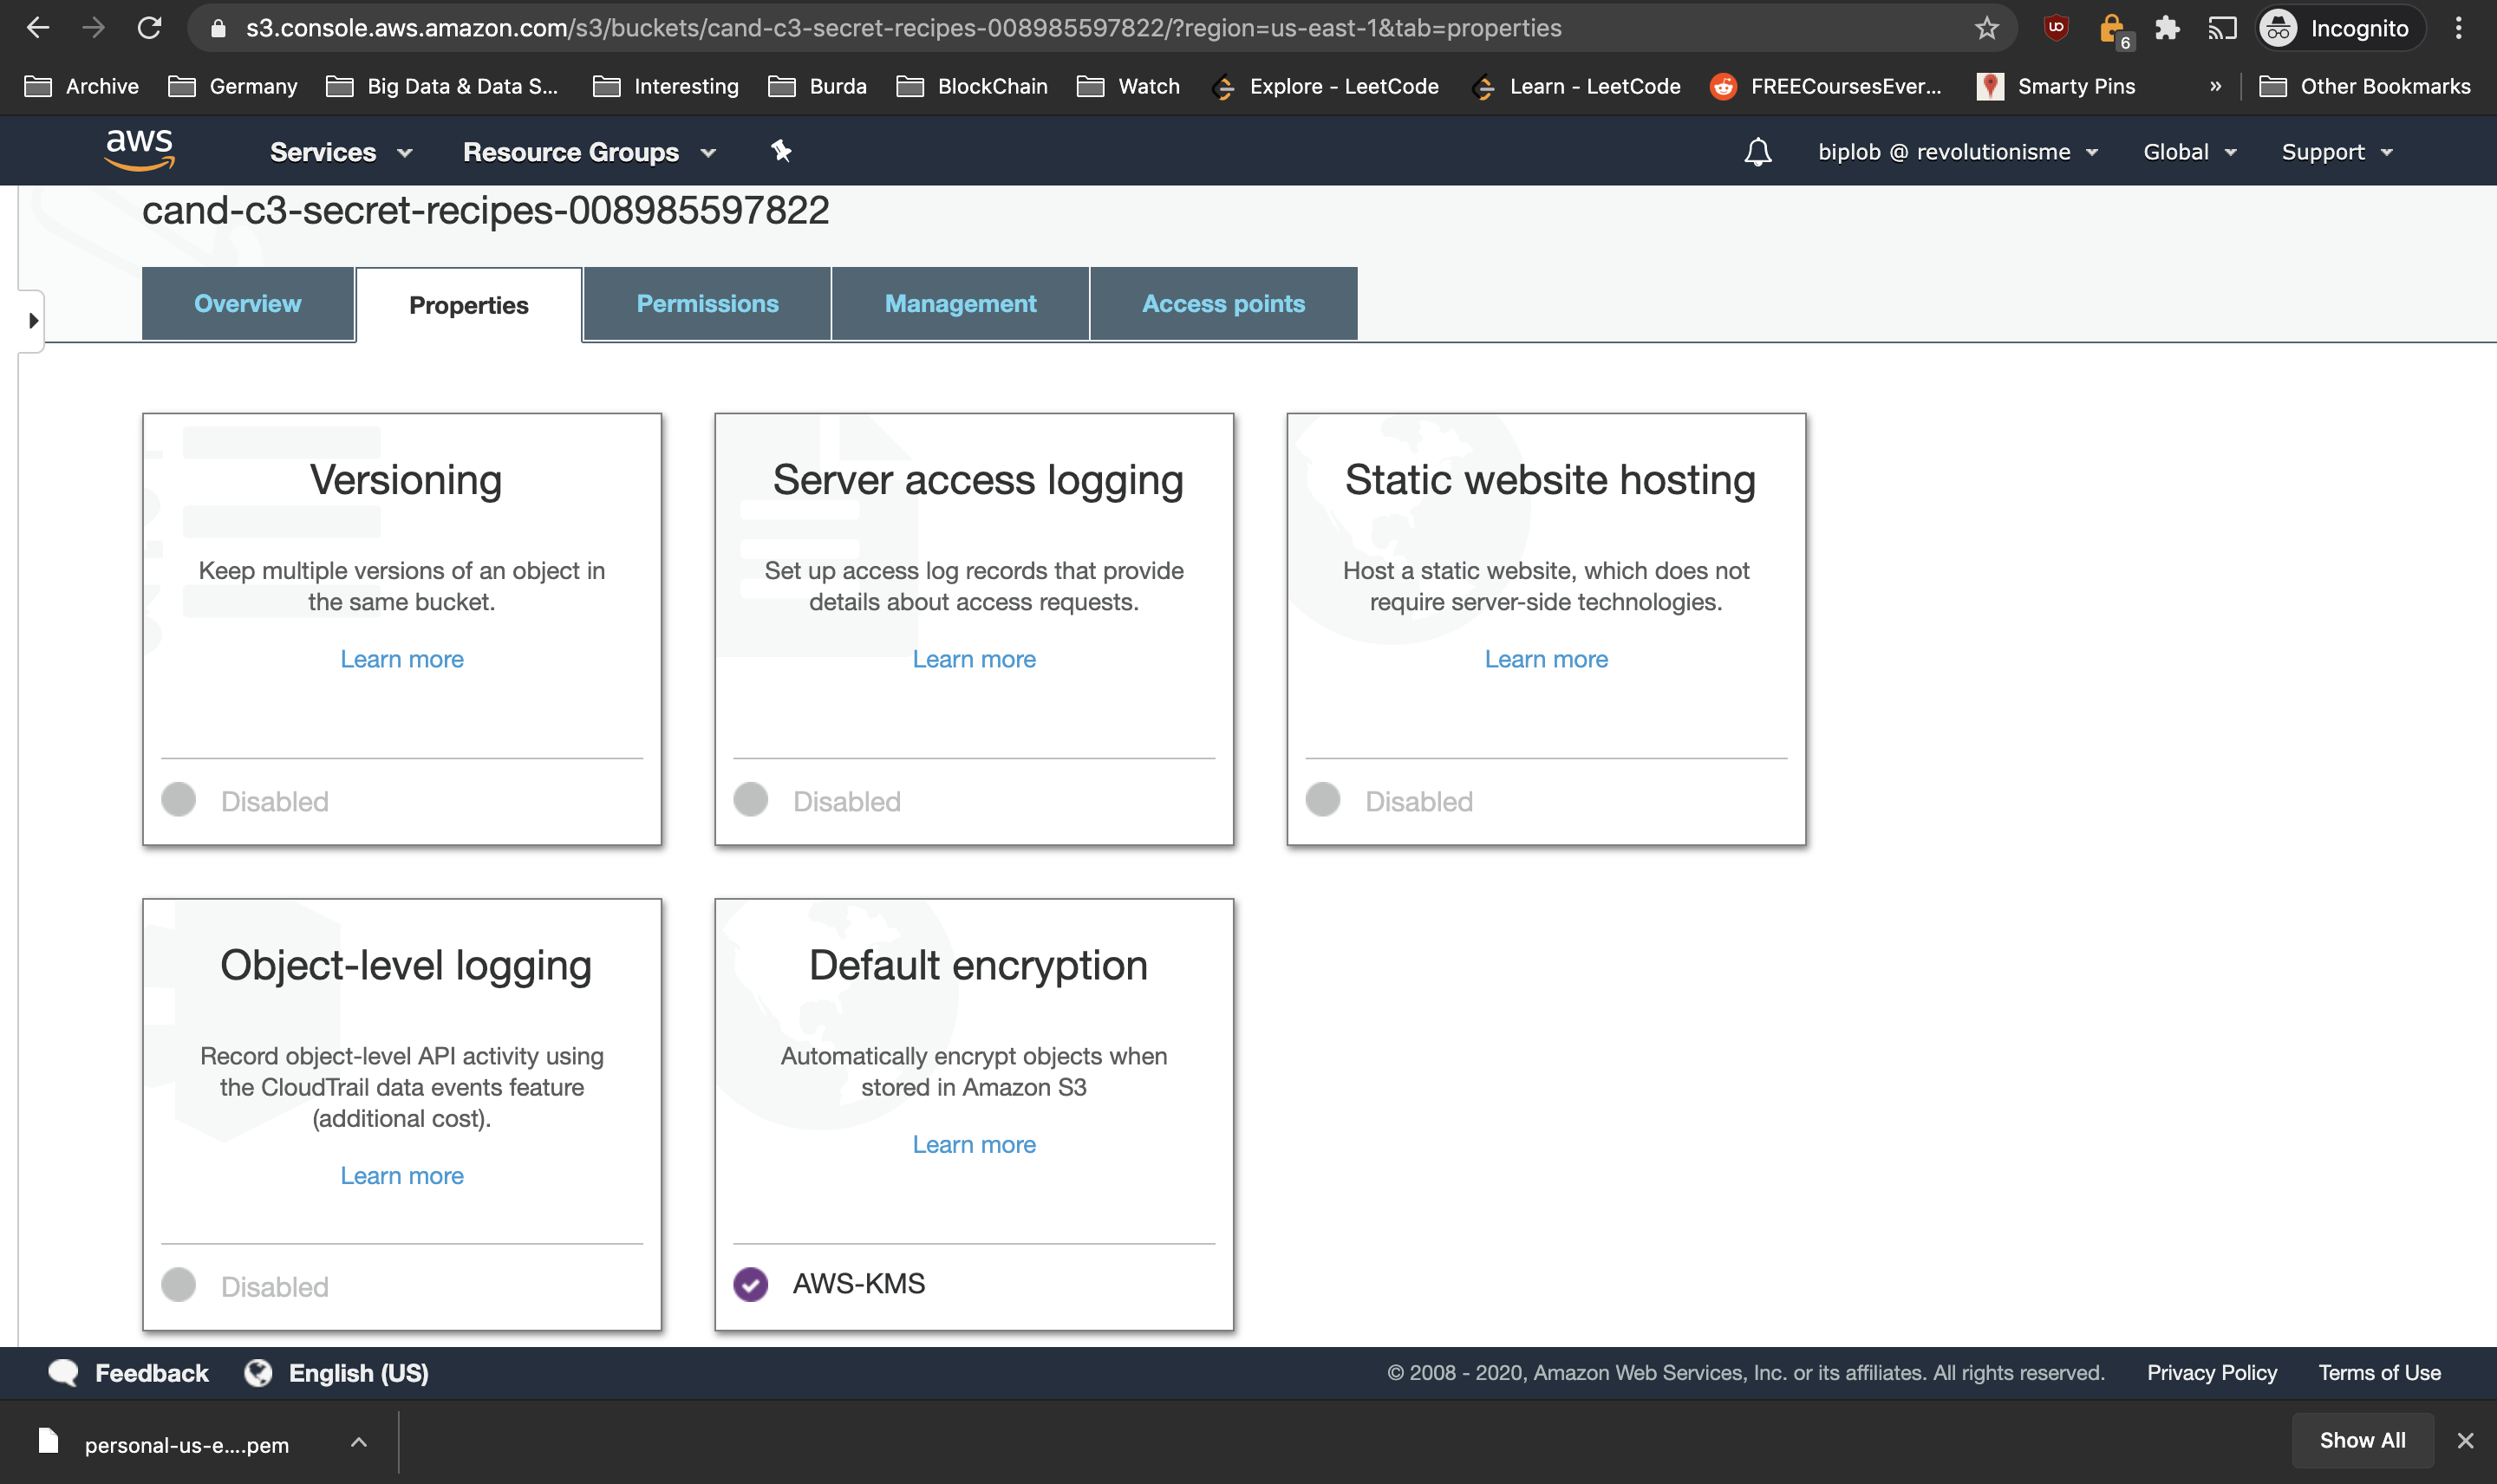 s3.console.aws.amazon.com/s3/buckets/cand-c3-secret-recipes-008985597822/?region=us-east-1&tab=properties
6
Incognito
Archive Germany Big Data & Data S... Interesting Burda BlockChain Watch Explore - LeetCode Learn - LeetCode FREECoursesEver... Smarty Pins » Other Bookmarks
aws Services Resource Groups biplob @ revolutionisme Global Support
cand-c3-secret-recipes-008985597822
Overview Properties Permissions Management Access points
Versioning
Keep multiple versions of an object in
the same bucket.
Learn more
Disabled
Server access logging
Set up access log records that provide
details about access requests.
Learn more
Disabled
Static website hosting
Host a static website, which does not
require server-side technologies.
Learn more
Disabled
Object-level logging
Record object-level API activity using
the CloudTrail data events feature
(additional cost).
Learn more
Disabled
Default encryption
Automatically encrypt objects when
stored in Amazon S3
Learn more
AWS-KMS
Feedback English (US) © 2008 - 2020, Amazon Web Services, Inc. or its affiliates. All rights reserved. Privacy Policy Terms of Use
personal-us-e....pem Show All